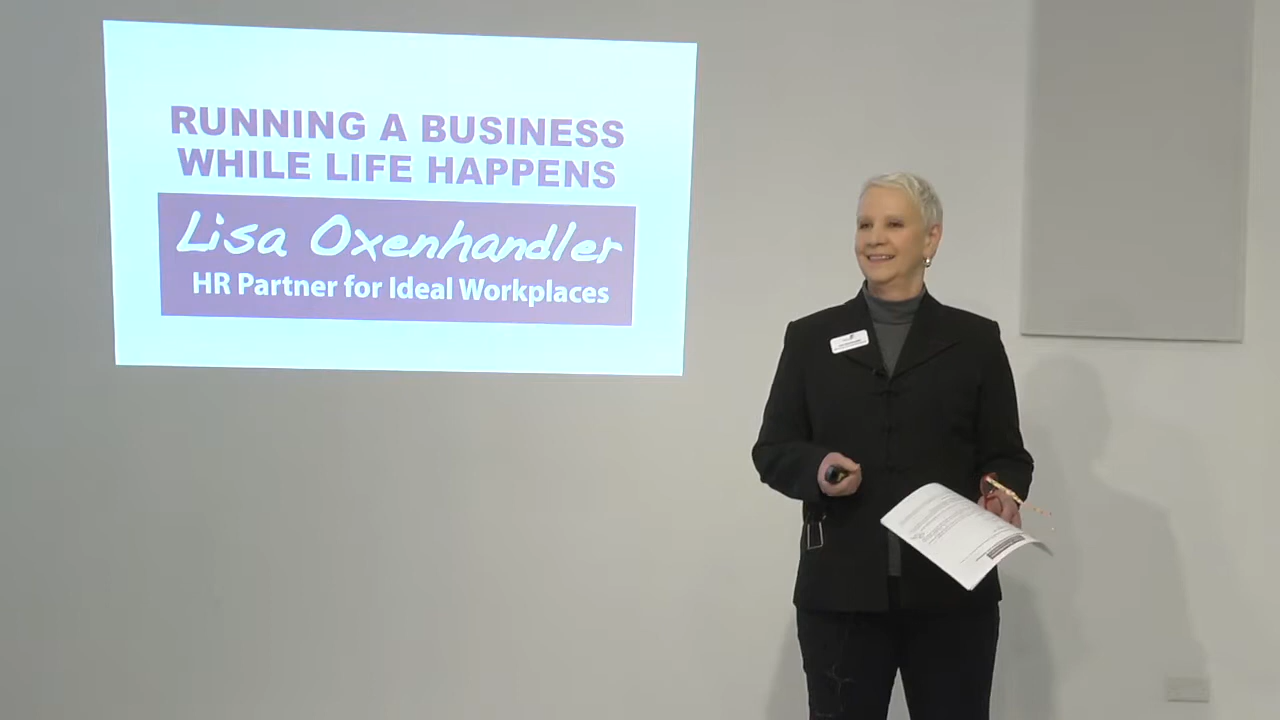 RUNNING A BUSINESS
WHILE LIFE HAPPENS
Lisa Oxenhandler
HR Partner for Ideal Workplaces